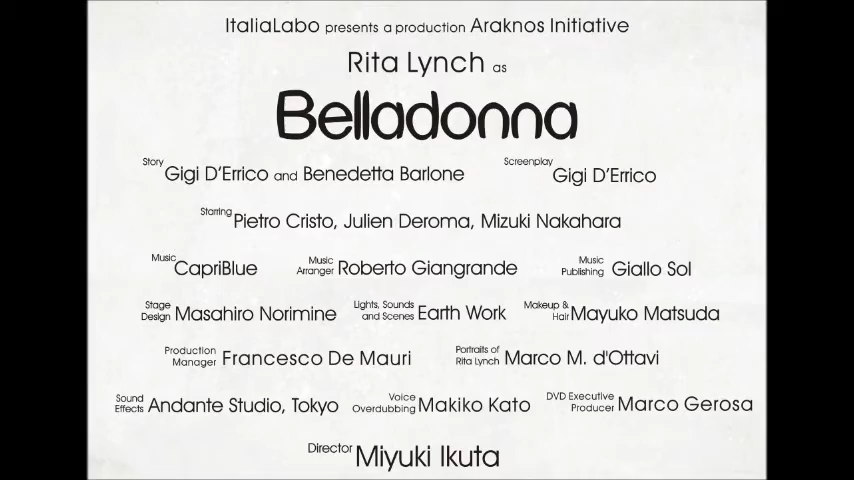 ItaliaLabo presents a production Araknos Initiative
Rita Lynch as
Belladonna
Story Gigi D'Errico and Benedetta Barlone Screenplay Gigi D'Errico
Starring Pietro Cristo, Julien Deroma, Mizuki Nakahara
Music CapriBlue Music Arranger Roberto Giangrande Music Publishing Giallo Sol
Stage Design Masahiro Norimine Lights, Sounds and Scenes Earth Work Makeup & Hair Mayuko Matsuda
Production Manager Francesco De Mauri Portraits of Rita Lynch Marco M. d'Ottavi
Sound Effects Andante Studio, Tokyo Voice Overdubbing Makiko Kato DVD Executive Producer Marco Gerosa
Director Miyuki Ikuta